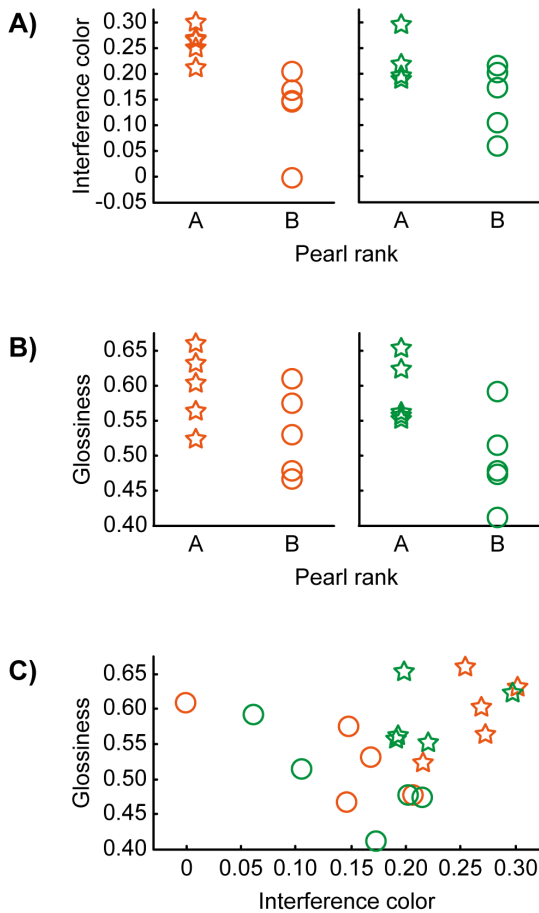 A)
Interference color
0.30
0.25
0.20
0.15
0.10
0.05
0
-0.05
A B A B
Pearl rank
B)
Glossiness
0.65
0.60
0.55
0.50
0.45
0.40
A B A B
Pearl rank
C)
Glossiness
0.65
0.60
0.55
0.50
0.45
0.40
0 0.05 0.10 0.15 0.20 0.25 0.30
Interference color